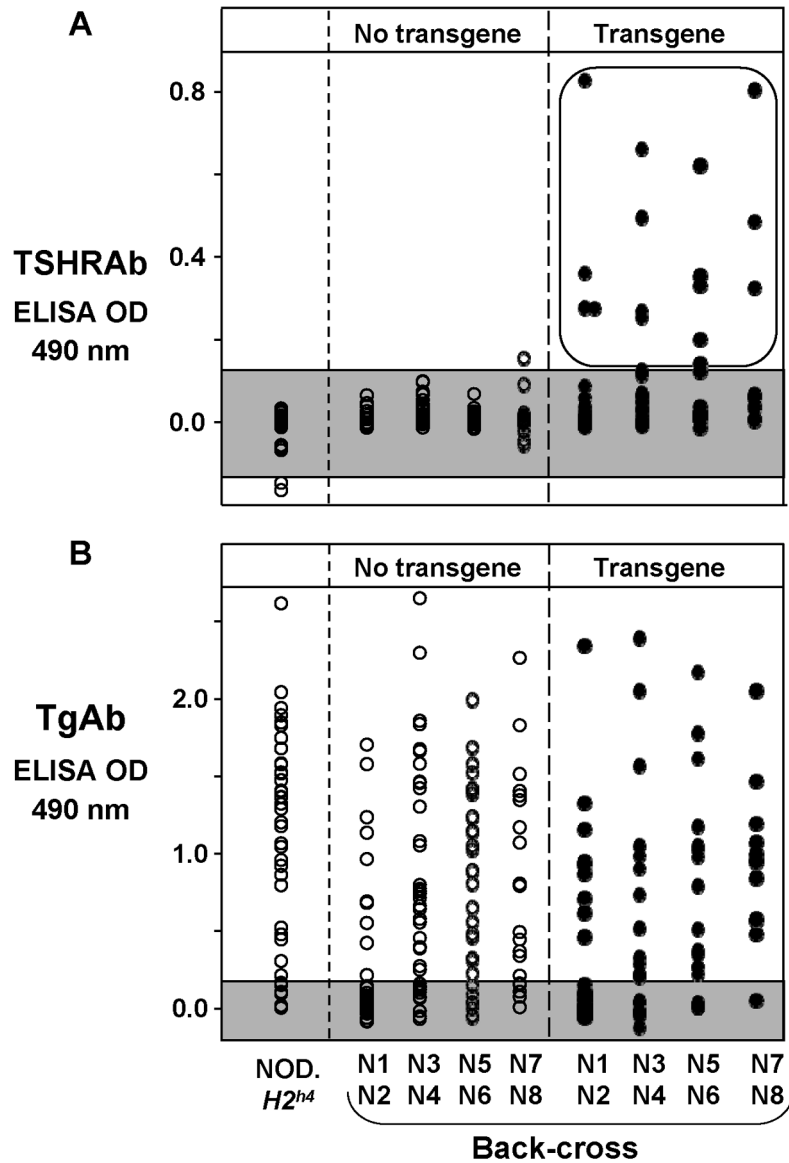 A
No transgene
Transgene
0.8
0.4
0.0
TSHRAb
ELISA OD
490 nm
B
No transgene
Transgene
2.0
1.0
0.0
TgAb
ELISA OD
490 nm
NOD. N1 N3 N5 N7 N1 N3 N5 N7
H2h4 N2 N4 N6 N8 N2 N4 N6 N8
Back-cross